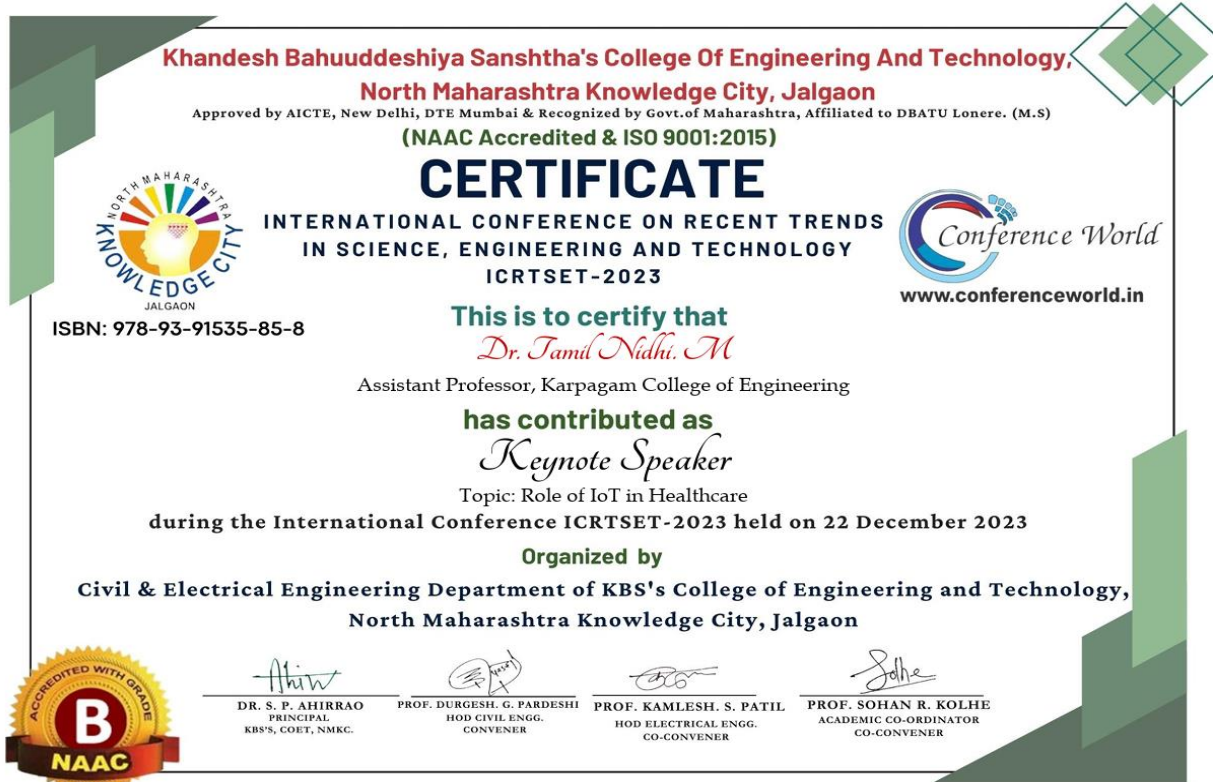 Khandesh Bahuuddeshiya Sanshtha's College Of Engineering And Technology,
North Maharashtra Knowledge City, Jalgaon
Approved by AICTE, New Delhi, DTE Mumbai & Recognized by Govt.of Maharashtra, Affiliated to DBATU Lonere. (M.S)
(NAAC Accredited & ISO 9001:2015)
CERTIFICATE
INTERNATIONAL CONFERENCE ON RECENT TRENDS
IN SCIENCE, ENGINEERING AND TECHNOLOGY
ICRTSET-2023
NORTH MAHARASHTRA
KNOWLEDGE CITY
JALGAON
ISBN: 978-93-91535-85-8
Conference World
www.conferenceworld.in
This is to certify that
Dr. Tamil Nidhi. M
Assistant Professor, Karpagam College of Engineering
has contributed as
Keynote Speaker
Topic: Role of IoT in Healthcare
during the International Conference ICRTSET-2023 held on 22 December 2023
Organized by
Civil & Electrical Engineering Department of KBS's College of Engineering and Technology,
North Maharashtra Knowledge City, Jalgaon
ACCREDITED WITH GRADE
B
NAAC
DR. S. P. AHIRRAO
PRINCIPAL
KBS'S, COET, NMKC.
PROF. DURGESH. G. PARDESHI
HOD CIVIL ENGG.
CONVENER
PROF. KAMLESH. S. PATIL
HOD ELECTRICAL ENGG.
CO-CONVENER
PROF. SOHAN R. KOLHE
ACADEMIC CO-ORDINATOR
CO-CONVENER